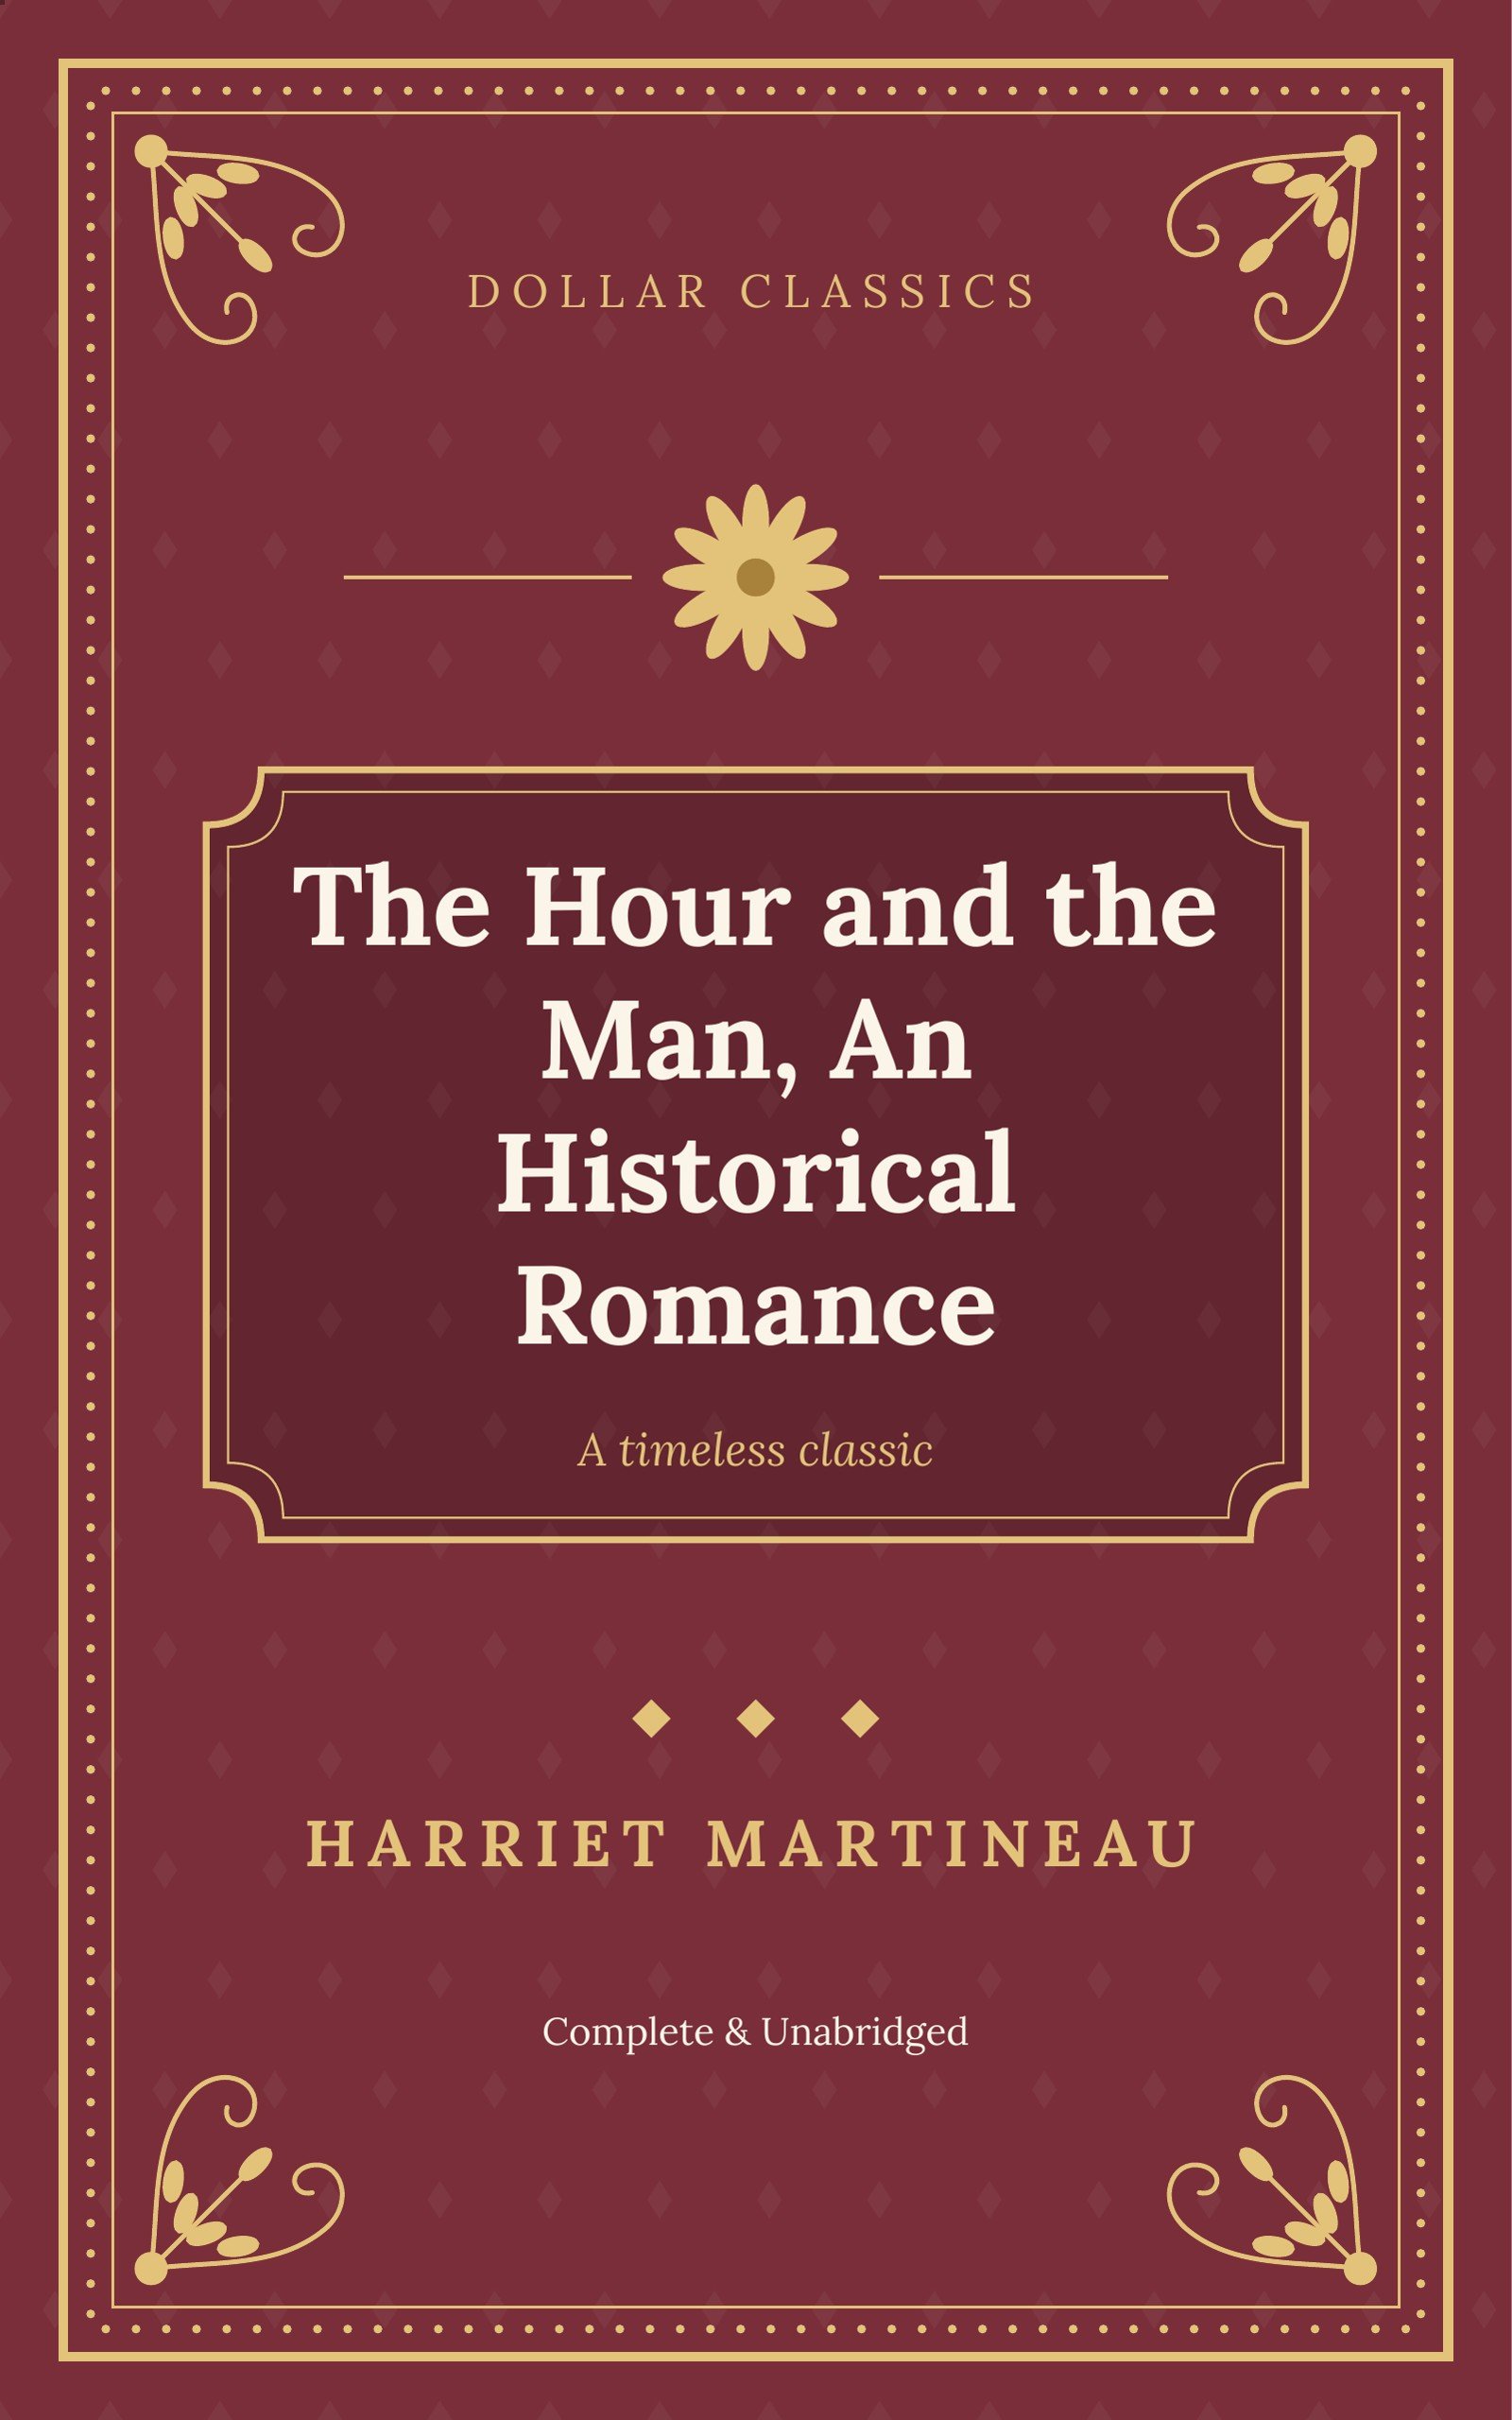 DOLLAR CLASSICS
The Hour and the
Man, An
Historical
Romance
A timeless classic
HARRIET MARTINEAU
Complete & Unabridged